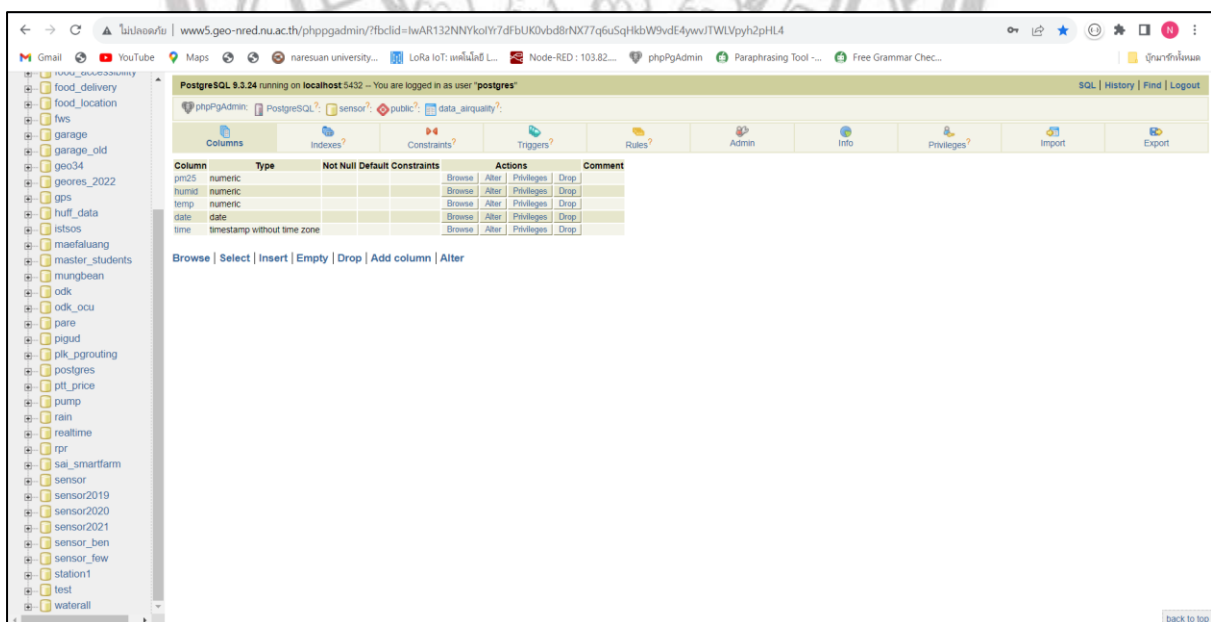 ไม่ปลอดภัย | www5.geo-nred.nu.ac.th/phppgadmin/?fbclid=IwAR132NNYkoIYr7dFbUK0vbd8rNX77q6uSqHkbW9vdE4ywvJTWLVpyh2pHL4
N
Gmail YouTube Maps naresuan university... LoRa IoT: เทคโนโลยี L... Node-RED : 103.82.... phpPgAdmin Paraphrasing Tool -... Free Grammar Chec... บุ๊กมาร์กทั้งหมด
food_accessibility
food_delivery
food_location
fws
garage
garage_old
geo34
geores_2022
gps
huff_data
istsos
maefaluang
master_students
mungbean
odk
odk_ocu
pare
pigud
plk_pgrouting
postgres
ptt_price
pump
rain
realtime
rpr
sai_smartfarm
sensor
sensor2019
sensor2020
sensor2021
sensor_ben
sensor_few
station1
test
waterall
PostgreSQL 9.3.24 running on localhost:5432 -- You are logged in as user "postgres"
SQL | History | Find | Logout
phpPgAdmin: PostgreSQL?: sensor?: public?: data_airquality?:
Columns Indexes? Constraints? Triggers? Rules? Admin Info Privileges? Import Export
Column Type Not Null Default Constraints Actions Comment
pm25 numeric Browse Alter Privileges Drop
humid numeric Browse Alter Privileges Drop
temp numeric Browse Alter Privileges Drop
date date Browse Alter Privileges Drop
time timestamp without time zone Browse Alter Privileges Drop
Browse | Select | Insert | Empty | Drop | Add column | Alter
back to top